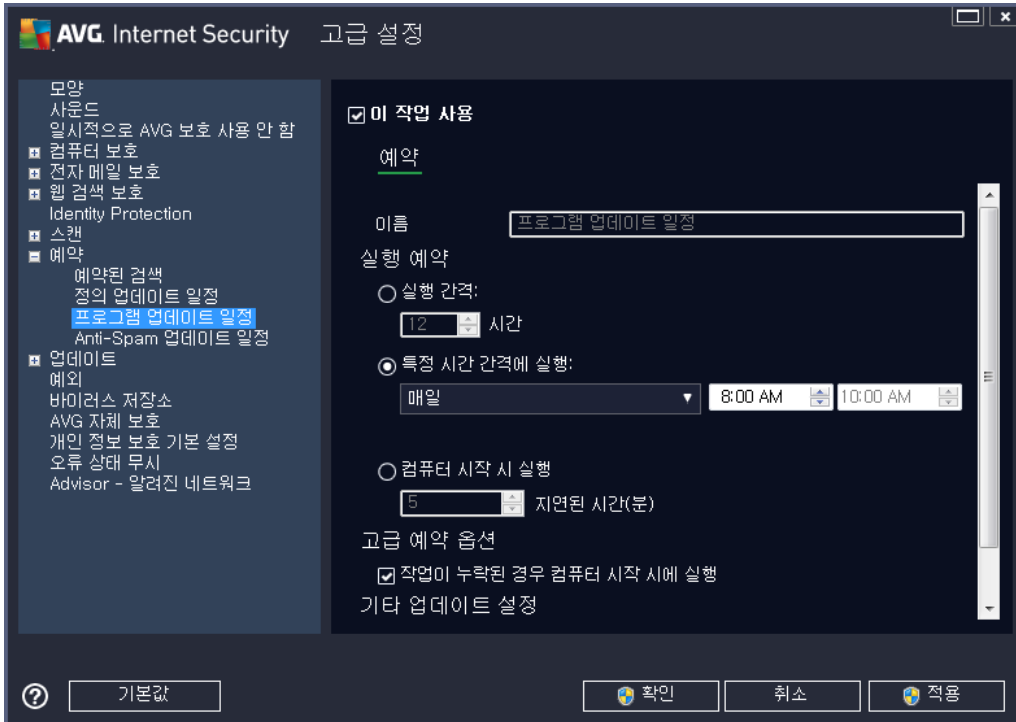 AVG. Internet Security 고급 설정
모양
사운드
일시적으로 AVG 보호 사용 안 함
컴퓨터 보호
전자 메일 보호
웹 검색 보호
Identity Protection
스캔
예약
예약된 검색
정의 업데이트 일정
프로그램 업데이트 일정
Anti-Spam 업데이트 일정
업데이트
예외
바이러스 저장소
AVG 자체 보호
개인 정보 보호 기본 설정
오류 상태 무시
Advisor - 알려진 네트워크
이 작업 사용
예약
이름 프로그램 업데이트 일정
실행 예약
실행 간격:
12 시간
특정 시간 간격에 실행:
매일 8:00 AM 10:00 AM
컴퓨터 시작 시 실행
5 지연된 시간(분)
고급 예약 옵션
작업이 누락된 경우 컴퓨터 시작 시에 실행
기타 업데이트 설정
? 기본값 확인 취소 적용